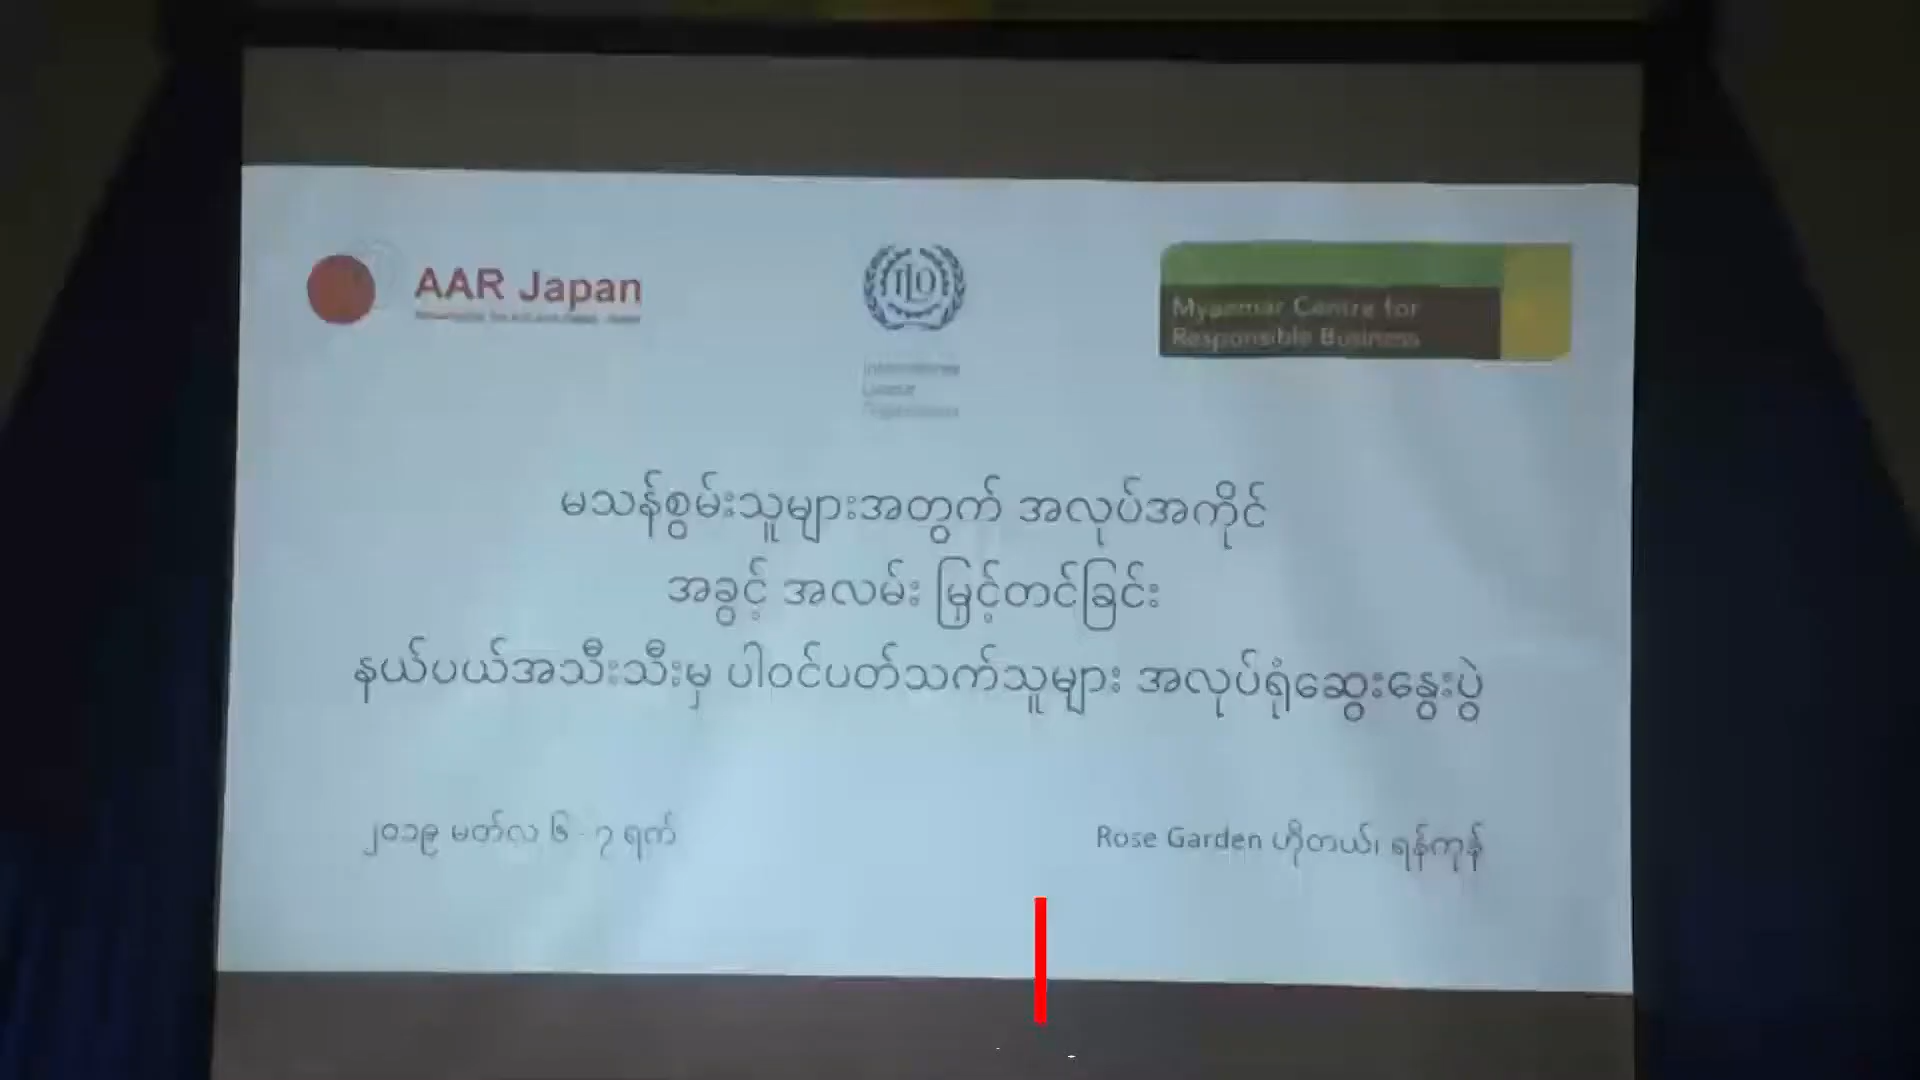 AAR Japan
ILO
International
Labour
Organization
Myanmar Centre for
Responsible Business
မသန်စွမ်းသူများအတွက် အလုပ်အကိုင်
အခွင့် အလမ်း မြှင့်တင်ခြင်း
နယ်ပယ်အသီးသီးမှ ပါဝင်ပတ်သက်သူများ အလုပ်ရုံဆွေးနွေးပွဲ
၂၀၁၉ မတ်လ ၆ - ၇ ရက်
Rose Garden ဟိုတယ်၊ ရန်ကုန်